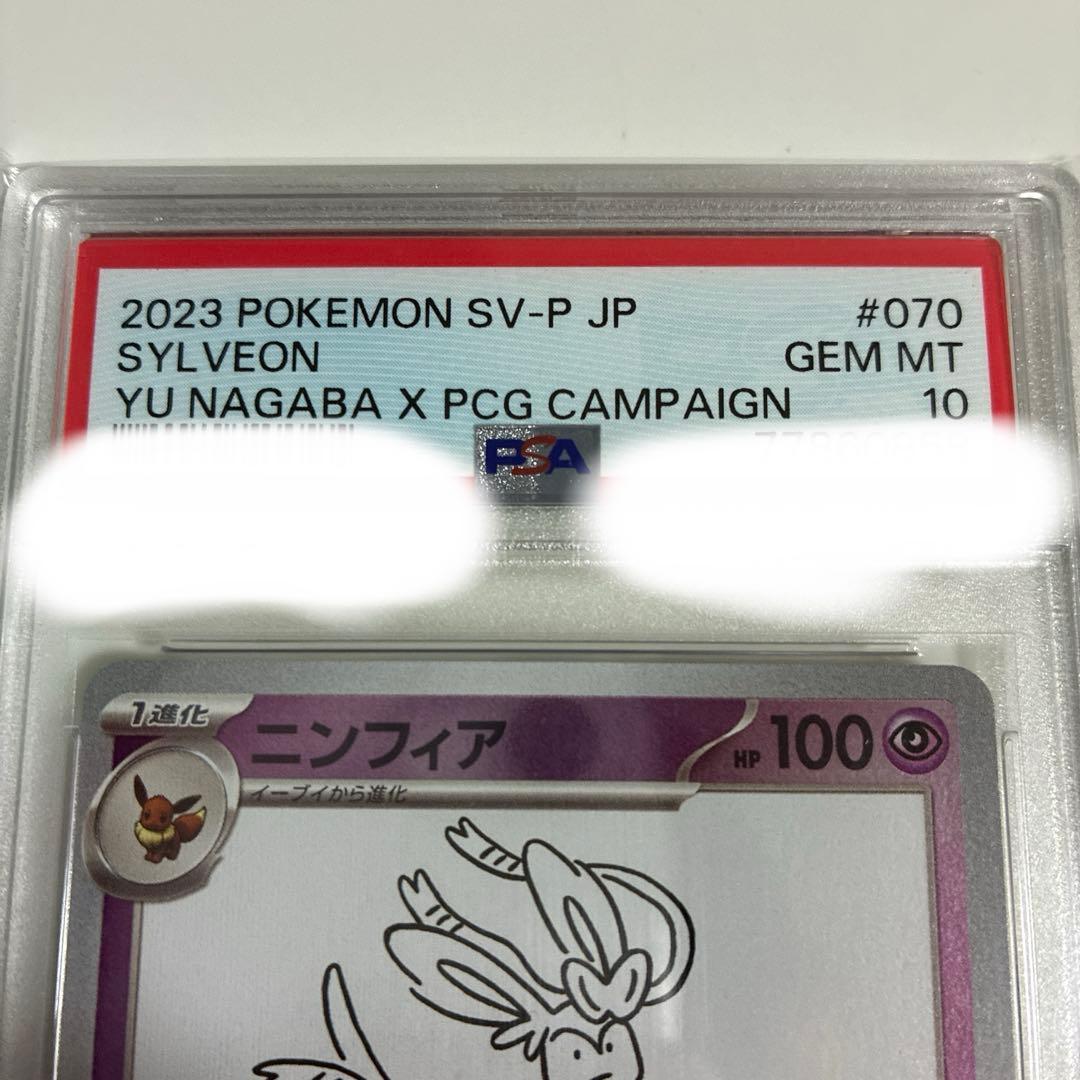 2023 POKEMON SV-P JP #070
SYLVEON GEM MT
YU NAGABA X PCG CAMPAIGN 10
PSA
1進化
ニンフィア HP 100
イーブイから進化